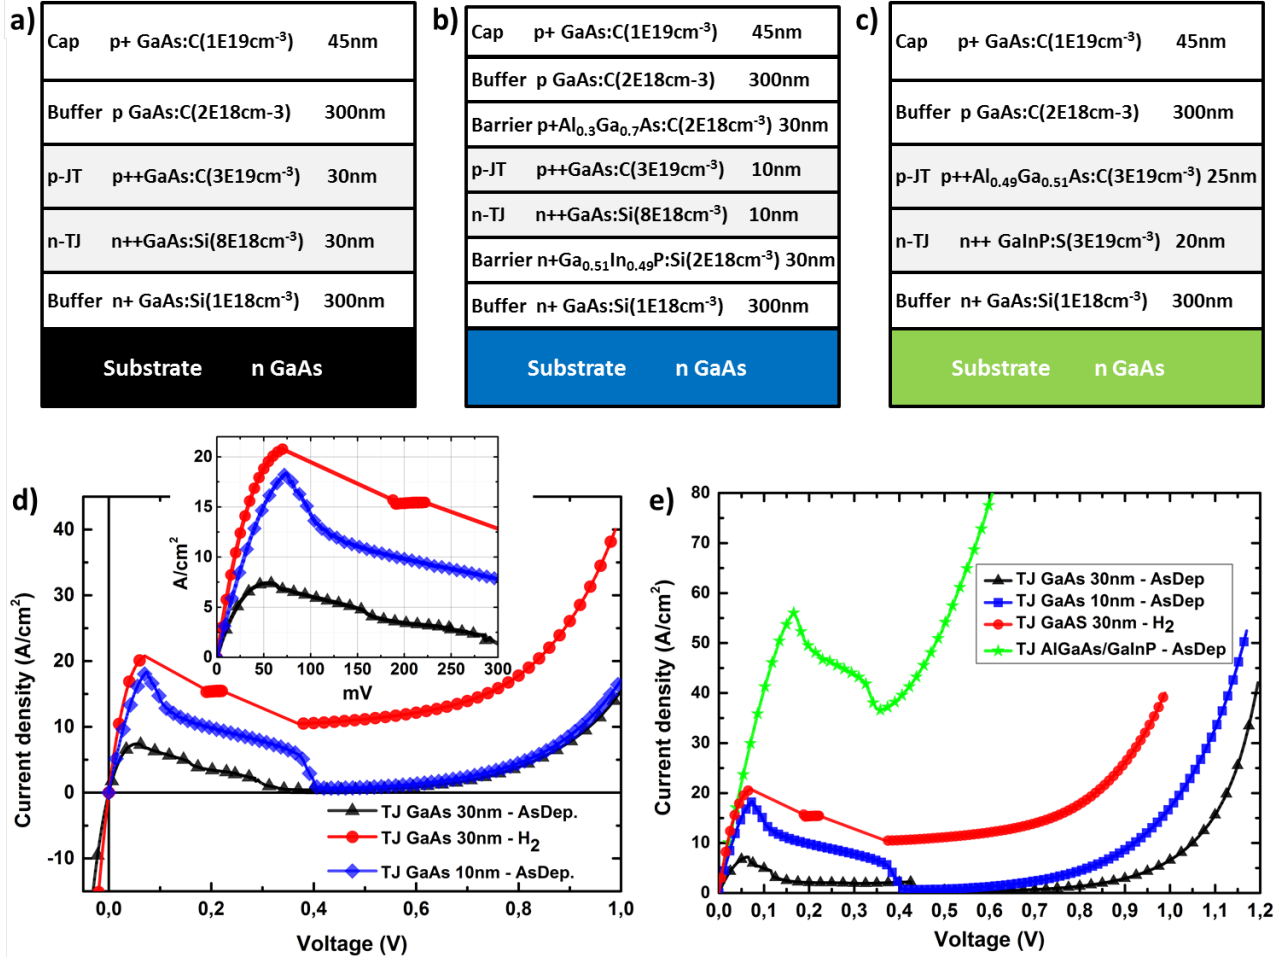 a)
Cap p+ GaAs:C(1E19cm-3) 45nm
Buffer p GaAs:C(2E18cm-3) 300nm
p-JT p++GaAs:C(3E19cm-3) 30nm
n-TJ n++GaAs:Si(8E18cm-3) 30nm
Buffer n+ GaAs:Si(1E18cm-3) 300nm
Substrate n GaAs
b)
Cap p+ GaAs:C(1E19cm-3) 45nm
Buffer p GaAs:C(2E18cm-3) 300nm
Barrier p+Al0.3Ga0.7As:C(2E18cm-3) 30nm
p-JT p++GaAs:C(3E19cm-3) 10nm
n-TJ n++GaAs:Si(8E18cm-3) 10nm
Barrier n+Ga0.51In0.49P:Si(2E18cm-3) 30nm
Buffer n+ GaAs:Si(1E18cm-3) 300nm
Substrate n GaAs
c)
Cap p+ GaAs:C(1E19cm-3) 45nm
Buffer p GaAs:C(2E18cm-3) 300nm
p-JT p++Al0.49Ga0.51As:C(3E19cm-3) 25nm
n-TJ n++ GaInP:S(3E19cm-3) 20nm
Buffer n+ GaAs:Si(1E18cm-3) 300nm
Substrate n GaAs
d)
Current density (A/cm2)
40
30
20
10
0
-10
0,0 0,2 0,4 0,6 0,8 1,0
Voltage (V)
A/cm2
20
15
10
5
0
0 50 100 150 200 250 300
mV
TJ GaAs 30nm - AsDep.
TJ GaAs 30nm - H2
TJ GaAs 10nm - AsDep.
e)
Current density (A/cm2)
80
70
60
50
40
30
20
10
0
0,0 0,1 0,2 0,3 0,4 0,5 0,6 0,7 0,8 0,9 1,0 1,1 1,2
Voltage (V)
TJ GaAs 30nm - AsDep
TJ GaAs 10nm - AsDep
TJ GaAS 30nm - H2
TJ AlGaAs/GaInP - AsDep